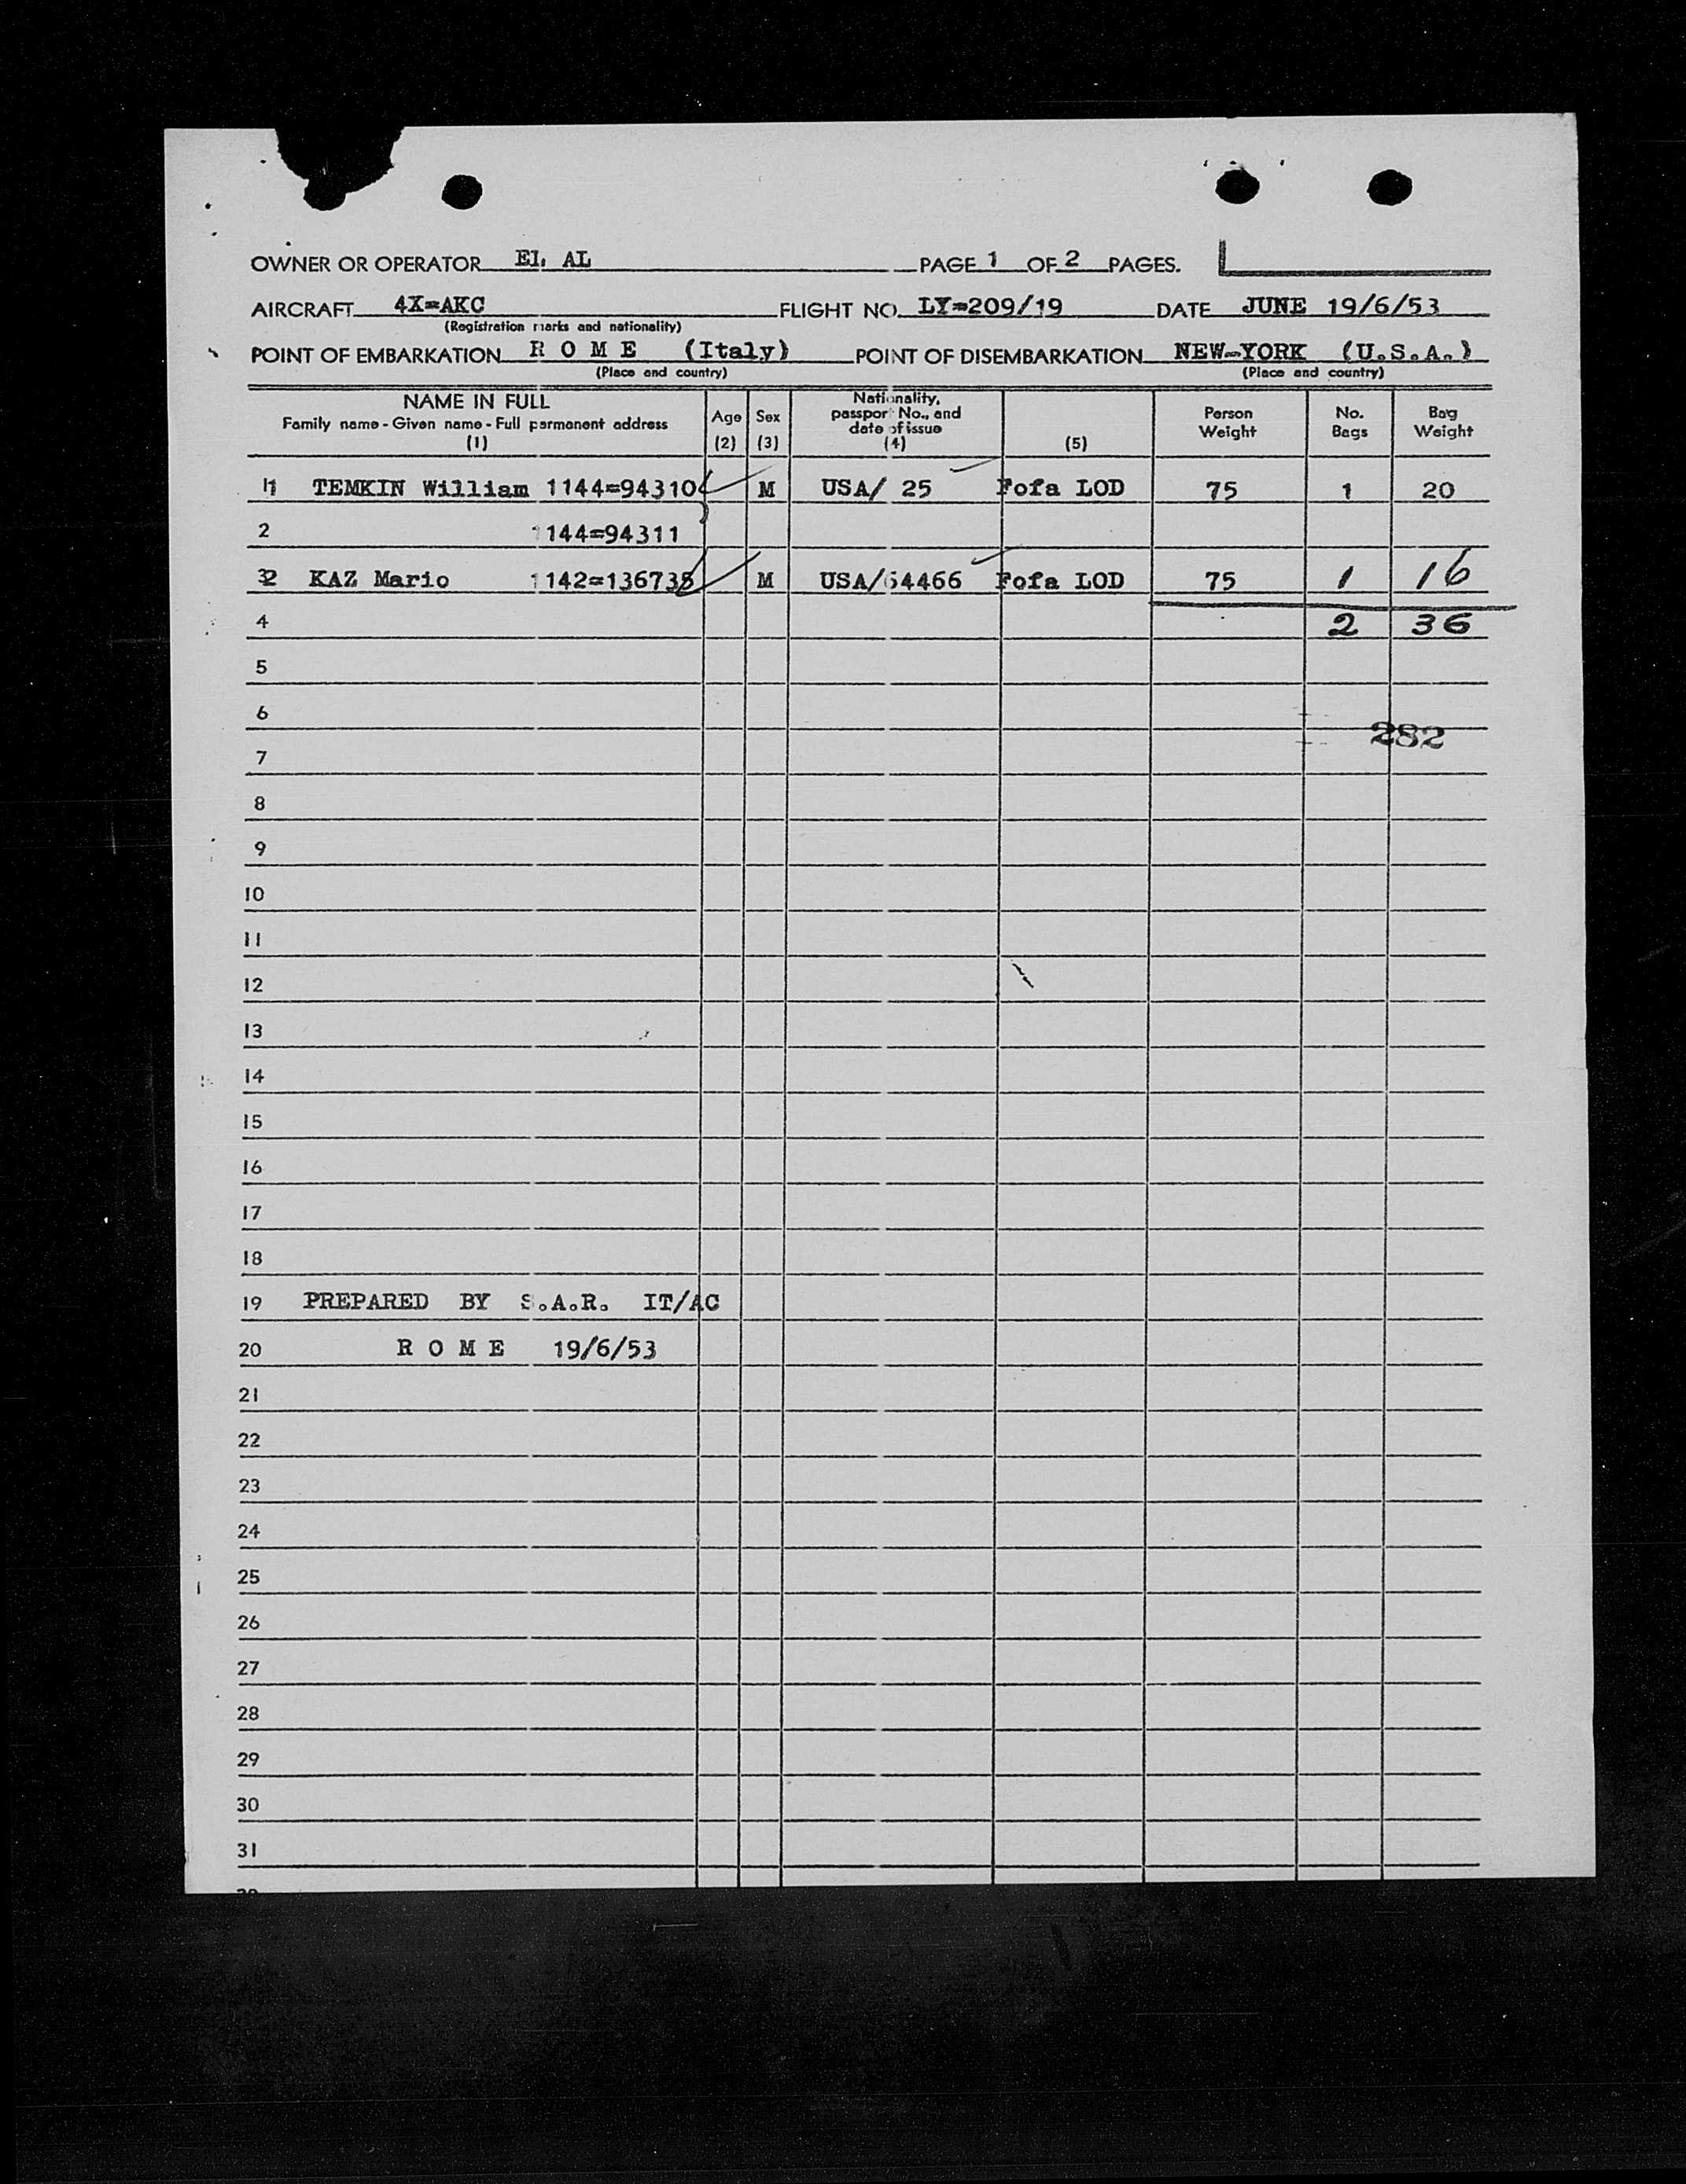 OWNER OR OPERATOR EL AL PAGE 1 OF 2 PAGES.
AIRCRAFT 4X=AKC FLIGHT NO. LY=209/19 DATE JUNE 19/6/53
(Registration marks and nationality)
POINT OF EMBARKATION R O M E (Italy) POINT OF DISEMBARKATION NEW-YORK (U.S.A.)
(Place and country) (Place and country)
NAME IN FULL
Family name - Given name - Full permanent address
(1)
Age
(2)
Sex
(3)
Nationality,
passport No., and
date of issue
(4)
(5)
Person
Weight
No.
Bags
Bag
Weight
1 TEMKIN William 1144=94310 M USA/ 25 Fofa LOD 75 1 20
2 1144=94311
32 KAZ Mario 1142=136735 M USA/64466 Fofa LOD 75 1 16
4 2 36
5
6
282
7
8
9
10
11
12
13
14
15
16
17
18
19 PREPARED BY S.A.R. IT/AC
20 R O M E 19/6/53
21
22
23
24
25
26
27
28
29
30
31